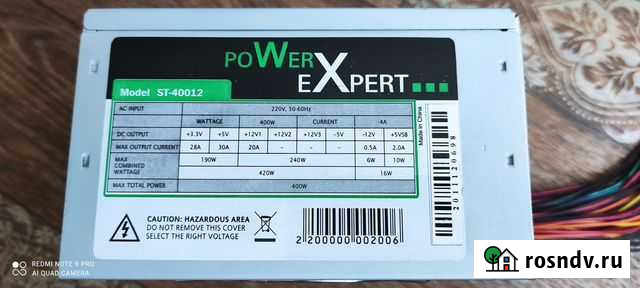 POWER
EXPERT
Model ST-40012
AC INPUT 220V, 50-60Hz
WATTAGE 400W CURRENT -4A
DC OUTPUT +3.3V +5V +12V1 +12V2 +12V3 -5V -12V +5VSB
MAX OUTPUT CURRENT 28A 30A 20A – – – 0.5A 2.0A
MAX COMBINED WATTAGE 190W 240W 6W 10W
420W 16W
MAX TOTAL POWER 400W
CAUTION: HAZARDOUS AREA
DO NOT REMOVE THIS COVER
SELECT THE RIGHT VOLTAGE
2 200000 002006
Made in China
2011120698
REDMI NOTE 9 PRO
AI QUAD CAMERA
rosndv.ru